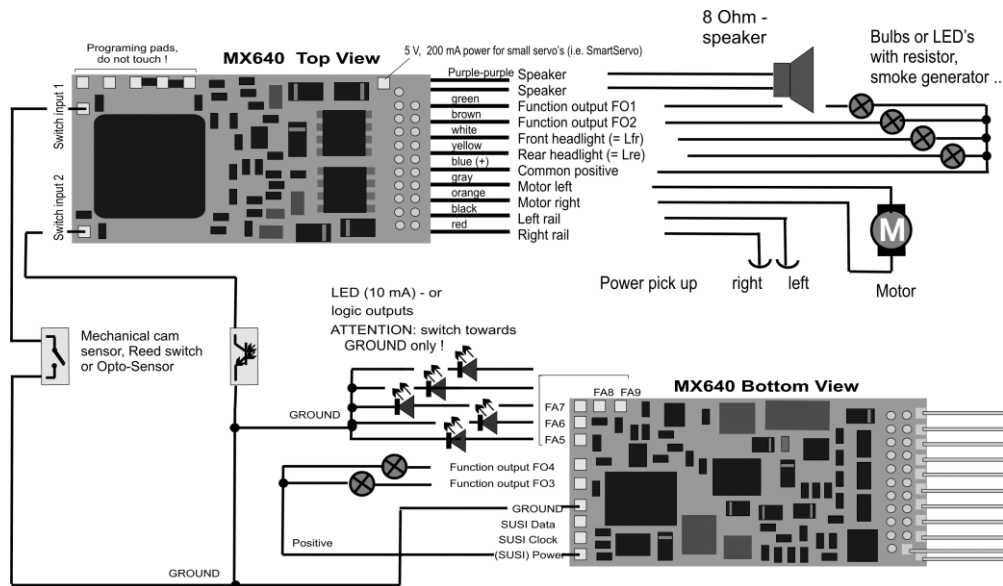 8 Ohm -
speaker
Bulbs or LED's
with resistor,
smoke generator ..
Programing pads,
do not touch !
MX640 Top View
5 V, 200 mA power for small servo's (i.e. SmartServo)
Switch input 1
Switch input 2
Purple-purple Speaker
Speaker
green Function output FO1
brown Function output FO2
white Front headlight (= Lfr)
yellow Rear headlight (= Lre)
blue (+) Common positive
gray Motor left
orange Motor right
black Left rail
red Right rail
M
Power pick up right left
Motor
Mechanical cam
sensor, Reed switch
or Opto-Sensor
LED (10 mA) - or
logic outputs
ATTENTION: switch towards
GROUND only !
GROUND
MX640 Bottom View
FA8 FA9
FA7
FA6
FA5
Function output FO4
Function output FO3
GROUND
SUSI Data
SUSI Clock
(SUSI) Power
Positive
GROUND